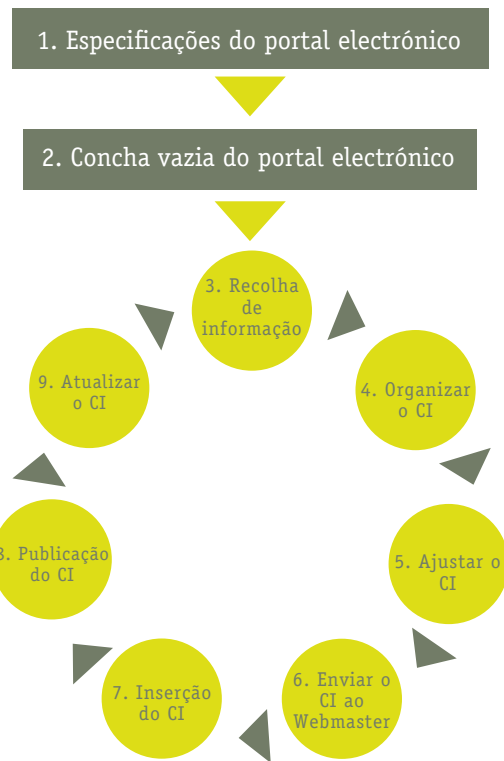 1. Especificações do portal electrónico
2. Concha vazia do portal electrónico
3. Recolha
de
informação
4. Organizar
o CI
5. Ajustar o
CI
6. Enviar o
CI ao
Webmaster
7. Inserção
do CI
8. Publicação
do CI
9. Atualizar
o CI